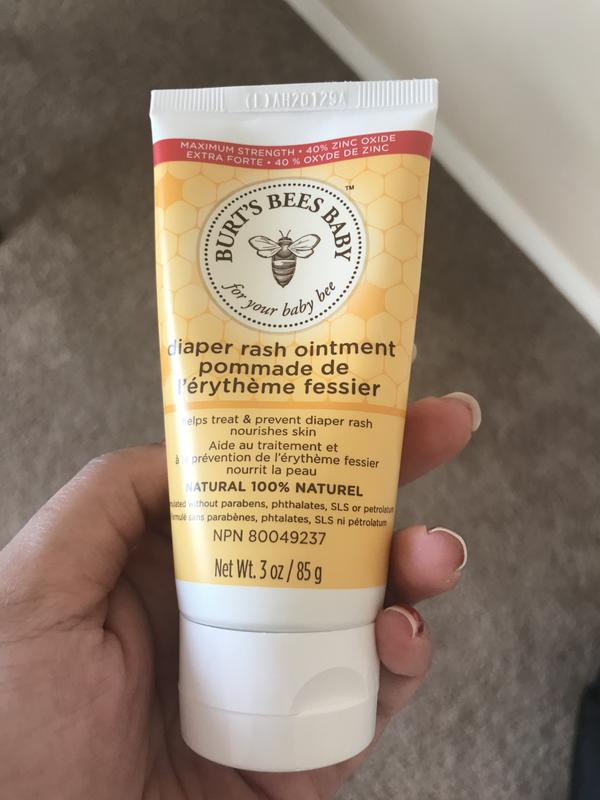 (L)AH20129A
MAXIMUM STRENGTH • 40% ZINC OXIDE
EXTRA FORTE • 40 % OXYDE DE ZINC
BURT'S BEES BABY™
for your baby bee
diaper rash ointment
pommade de
l'érythème fessier
helps treat & prevent diaper rash
nourishes skin
Aide au traitement et
à la prévention de l'érythème fessier
nourrit la peau
NATURAL 100% NATUREL
without parabens, phthalates, SLS or petrolatum
sans parabènes, phtalates, SLS ni pétrolatum
NPN 80049237
Net Wt. 3 oz / 85 g